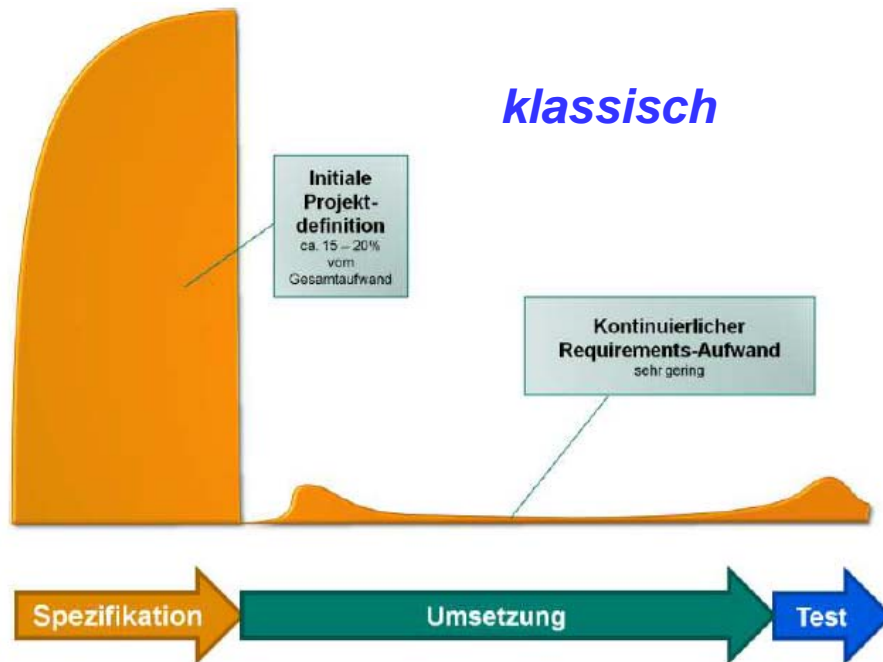 klassisch
Initiale
Projekt-
definition
ca. 15 – 20%
vom
Gesamtaufwand
Kontinuierlicher
Requirements-Aufwand
sehr gering
Spezifikation
Umsetzung
Test